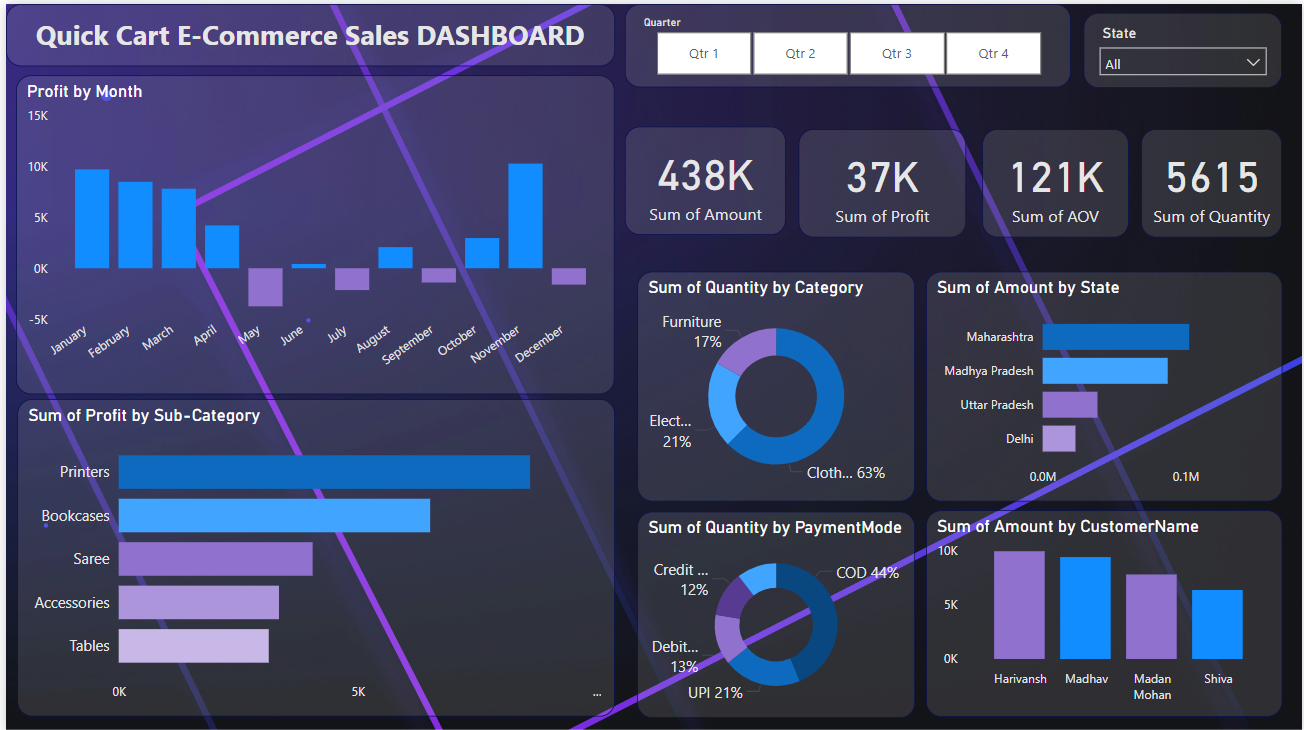 Quick Cart E-Commerce Sales DASHBOARD
Quarter
Qtr 1
Qtr 2
Qtr 3
Qtr 4
State
All
Profit by Month
15K
10K
5K
0K
-5K
January
February
March
April
May
June
July
August
September
October
November
December
438K
Sum of Amount
37K
Sum of Profit
121K
Sum of AOV
5615
Sum of Quantity
Sum of Quantity by Category
Furniture
17%
Elect...
21%
Cloth... 63%
Sum of Amount by State
Maharashtra
Madhya Pradesh
Uttar Pradesh
Delhi
0.0M
0.1M
Sum of Profit by Sub-Category
Printers
Bookcases
Saree
Accessories
Tables
0K
5K
...
Sum of Quantity by PaymentMode
Credit ...
12%
COD 44%
Debit...
13%
UPI 21%
Sum of Amount by CustomerName
10K
5K
0K
Harivansh
Madhav
Madan
Mohan
Shiva